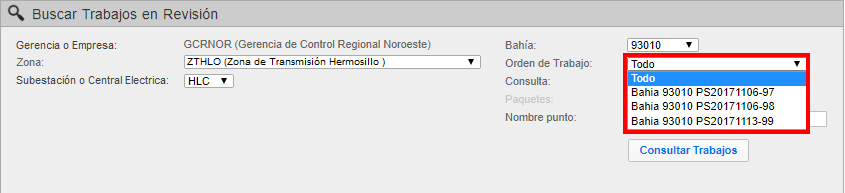 Buscar Trabajos en Revisión
Gerencia o Empresa: GCRNOR (Gerencia de Control Regional Noroeste)
Zona: ZTHLO (Zona de Transmisión Hermosillo )
Subestación o Central Electrica: HLC
Bahía: 93010
Orden de Trabajo: Todo
Todo
Consulta: Bahia 93010 PS20171106-97
Paquetes: Bahia 93010 PS20171106-98
Nombre punto: Bahia 93010 PS20171113-99
Consultar Trabajos